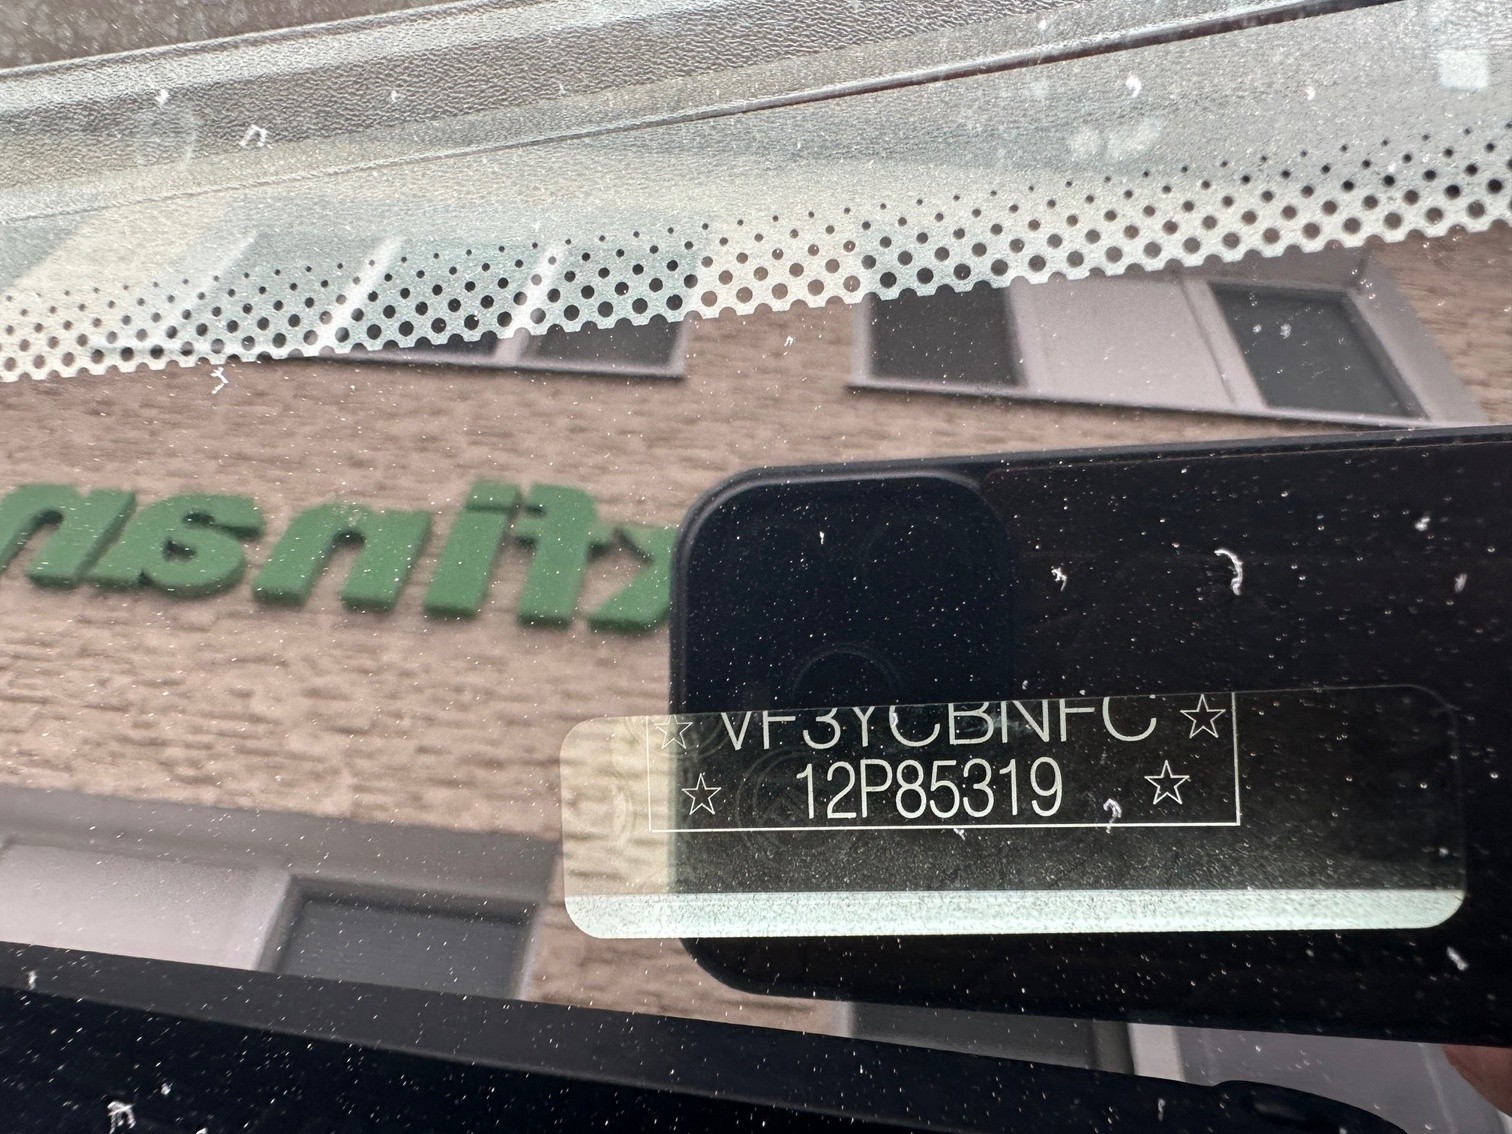 ☆ VF3YCBNFC ☆
☆ 12P85319 ☆